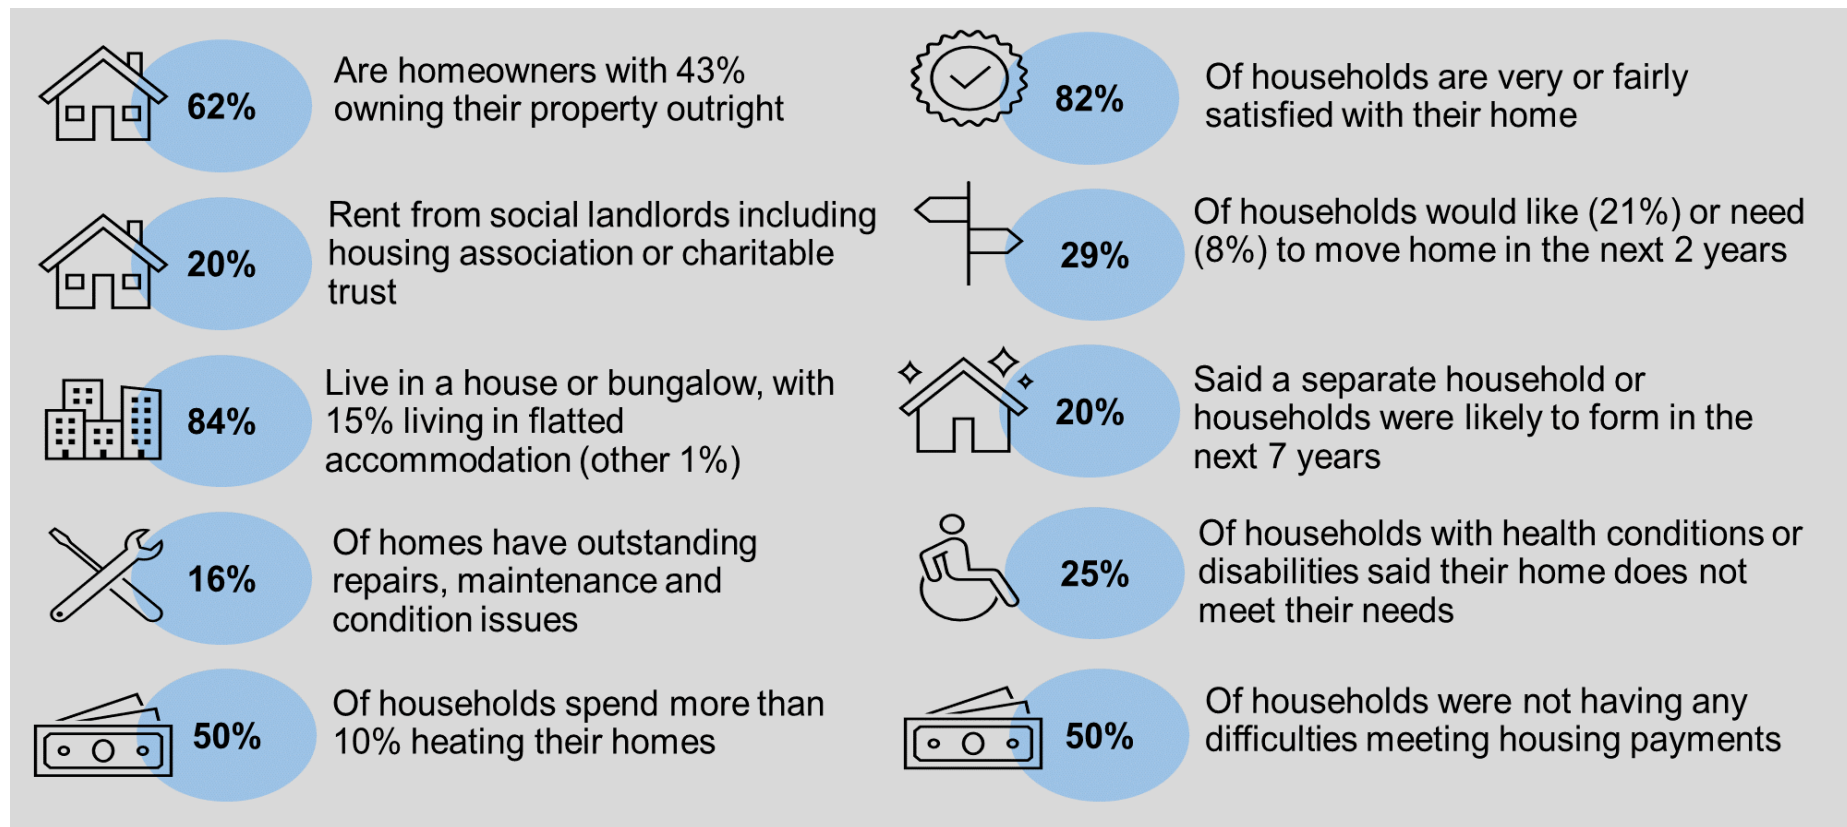 62%
Are homeowners with 43%
owning their property outright
20%
Rent from social landlords including
housing association or charitable
trust
84%
Live in a house or bungalow, with
15% living in flatted
accommodation (other 1%)
16%
Of homes have outstanding
repairs, maintenance and
condition issues
50%
Of households spend more than
10% heating their homes
82%
Of households are very or fairly
satisfied with their home
29%
Of households would like (21%) or need
(8%) to move home in the next 2 years
20%
Said a separate household or
households were likely to form in the
next 7 years
25%
Of households with health conditions or
disabilities said their home does not
meet their needs
50%
Of households were not having any
difficulties meeting housing payments